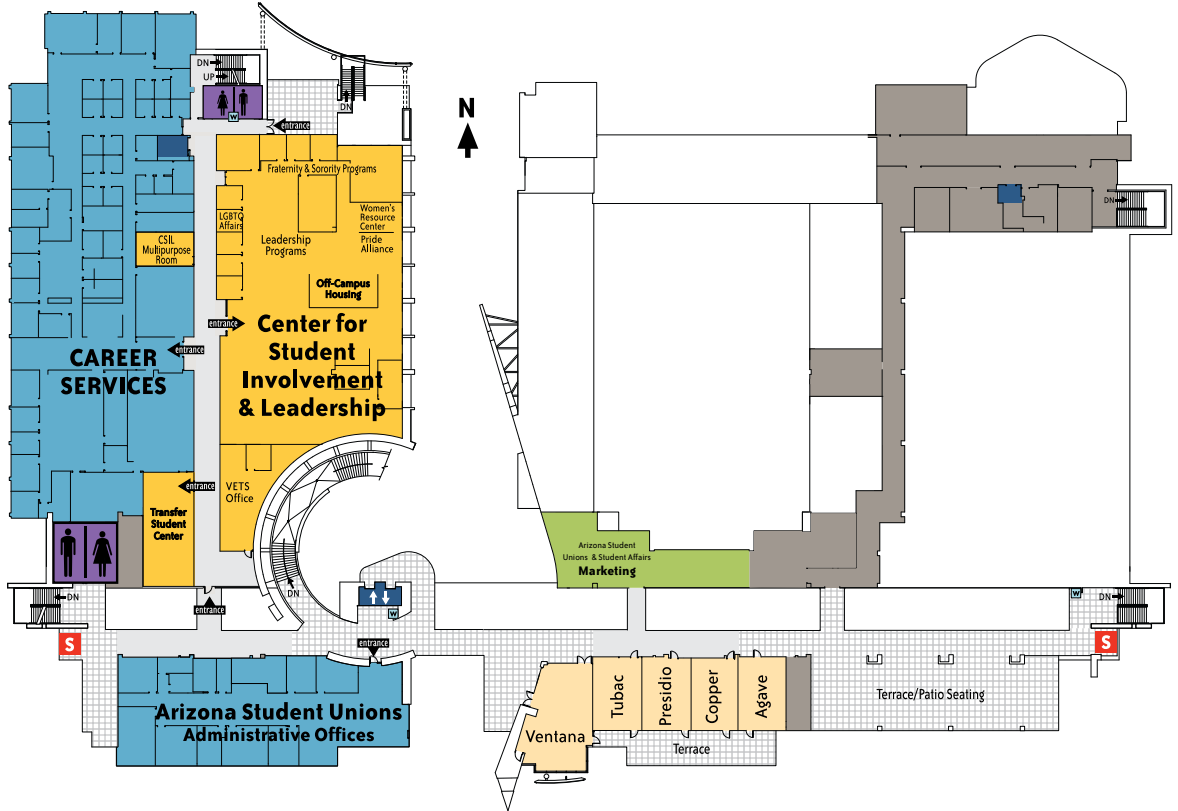 DN
UP
DN
W
entrance
N
Fraternity & Sorority Programs
DN
LGBTQ
Affairs
Women's
Resource
Center
Pride
Alliance
CSIL
Multipurpose
Room
Leadership
Programs
Off-Campus
Housing
entrance
Center for
Student
Involvement
& Leadership
entrance
CAREER
SERVICES
entrance
VETS
Office
Transfer
Student
Center
Arizona Student
Unions & Student Affairs
Marketing
DN
entrance
DN
W
W
DN
S
entrance
S
Arizona Student Unions
Administrative Offices
Ventana
Tubac
Presidio
Copper
Agave
Terrace/Patio Seating
Terrace